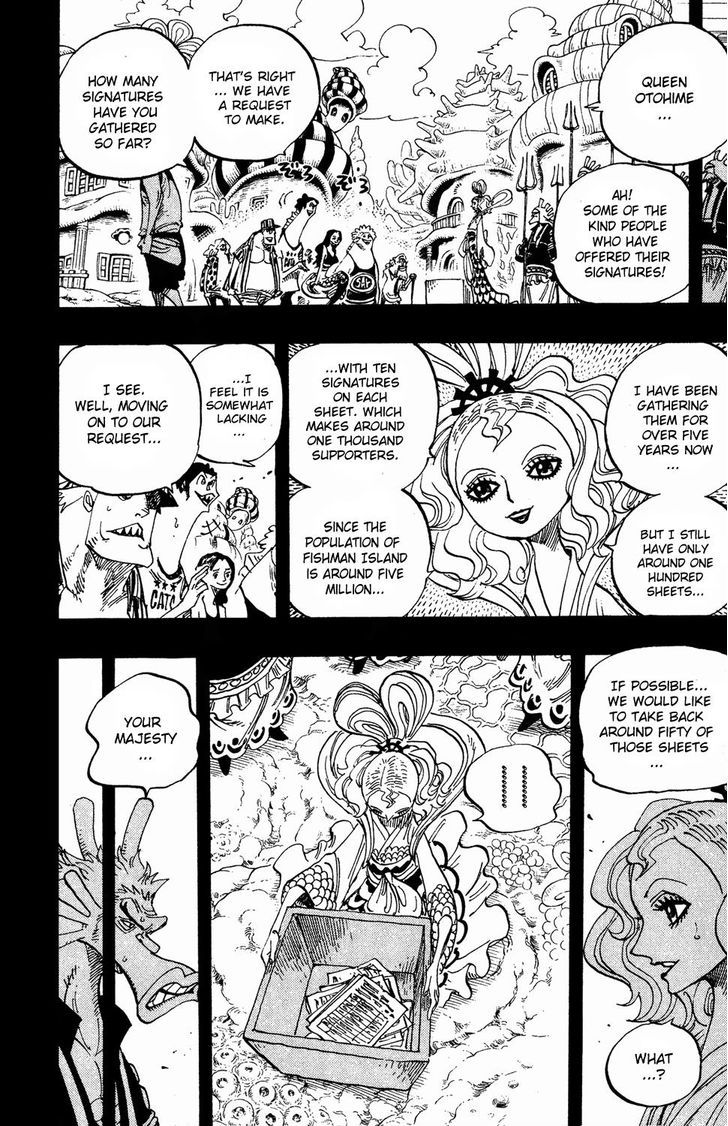 QUEEN
OTOHIME
...
AH!
SOME OF THE
KIND PEOPLE
WHO HAVE
OFFERED THEIR
SIGNATURES!
THAT'S RIGHT
... WE HAVE
A REQUEST
TO MAKE.
HOW MANY
SIGNATURES
HAVE YOU
GATHERED
SO FAR?
ぞろ
ぞろ
I HAVE BEEN
GATHERING
THEM FOR
OVER FIVE
YEARS NOW
...
BUT I STILL
HAVE ONLY
AROUND ONE
HUNDRED
SHEETS...
...WITH TEN
SIGNATURES
ON EACH
SHEET. WHICH
MAKES AROUND
ONE THOUSAND
SUPPORTERS.
SINCE THE
POPULATION OF
FISHMAN ISLAND
IS AROUND FIVE
MILLION...
...I
FEEL IT IS
SOMEWHAT
LACKING
...
I SEE.
WELL, MOVING
ON TO OUR
REQUEST...
IF POSSIBLE...
WE WOULD LIKE
TO TAKE BACK
AROUND FIFTY OF
THOSE SHEETS
...
WHAT
...?
YOUR
MAJESTY
...